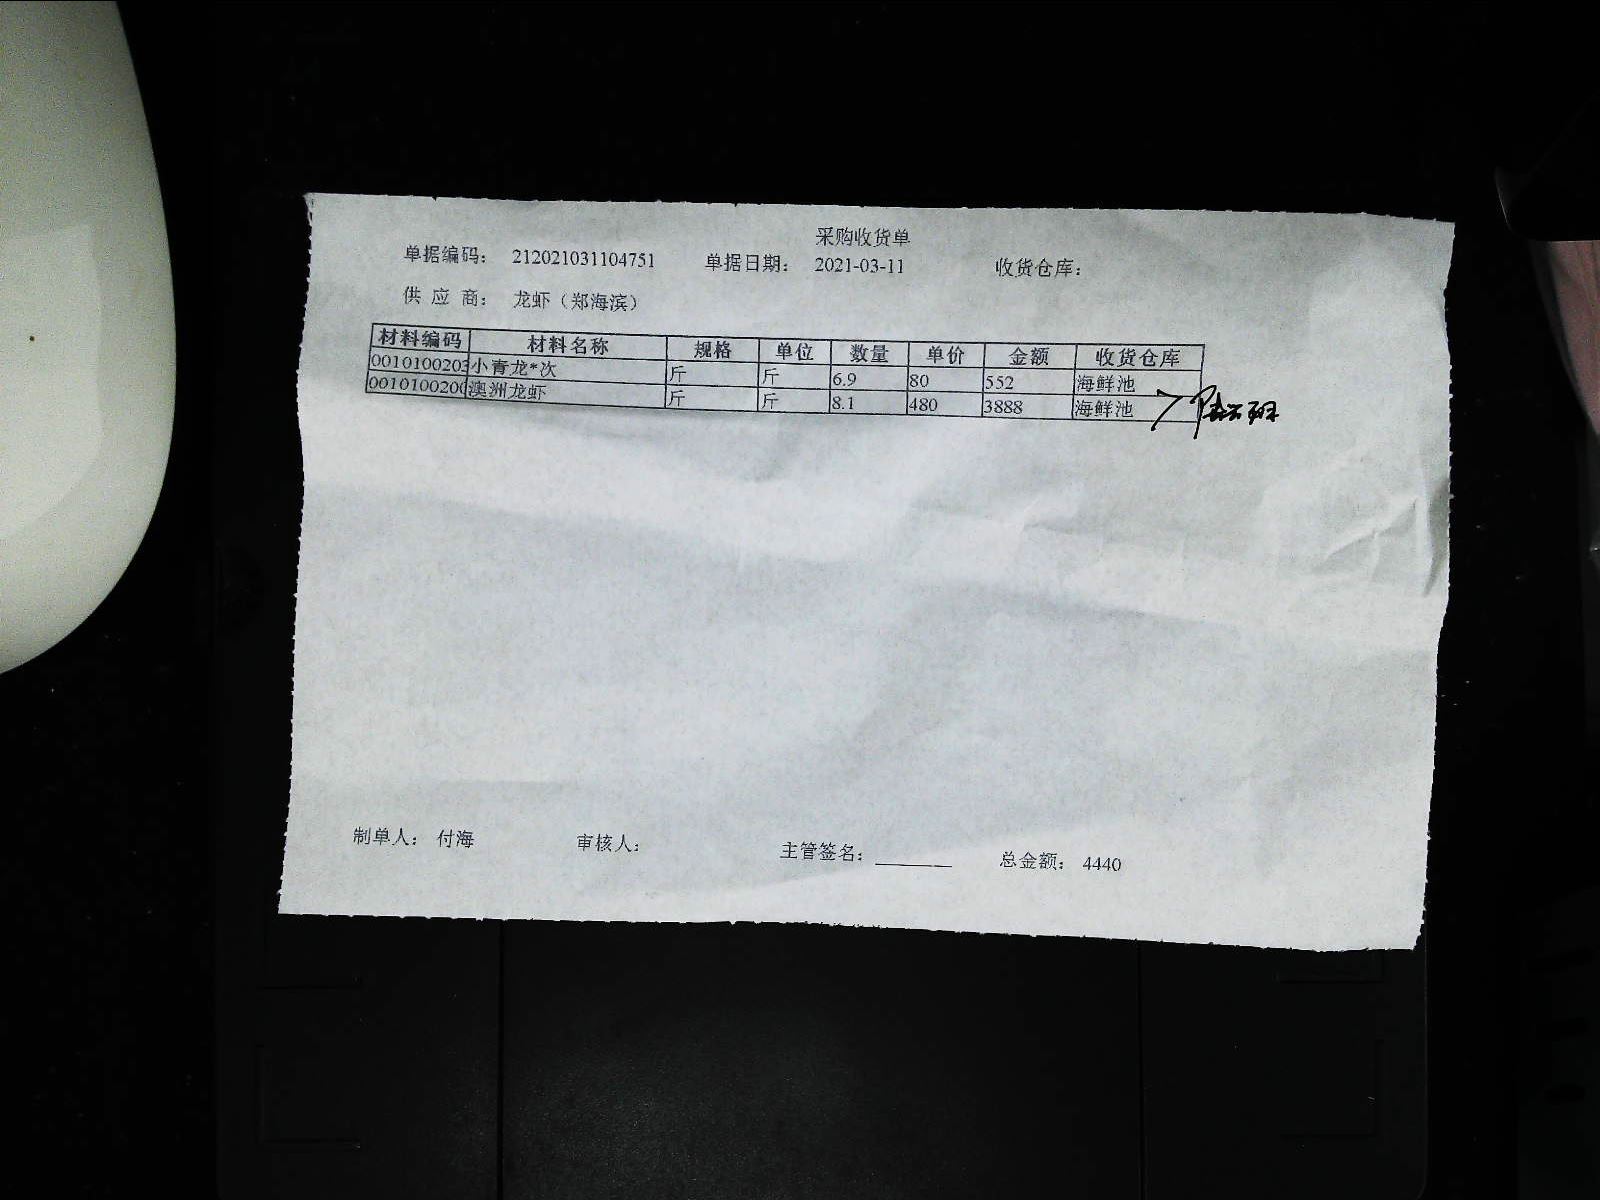 采购收货单
单据编码： 212021031104751 单据日期： 2021-03-11 收货仓库：
供 应 商： 龙虾（郑海滨）
材料编码 材料名称 规格 单位 数量 单价 金额 收货仓库
0010100203 小青龙*次 斤 斤 6.9 80 552 海鲜池
001010020 澳洲龙虾 斤 斤 8.1 480 3888 海鲜池
制单人： 付海 审核人： 主管签名： 总金额： 4440